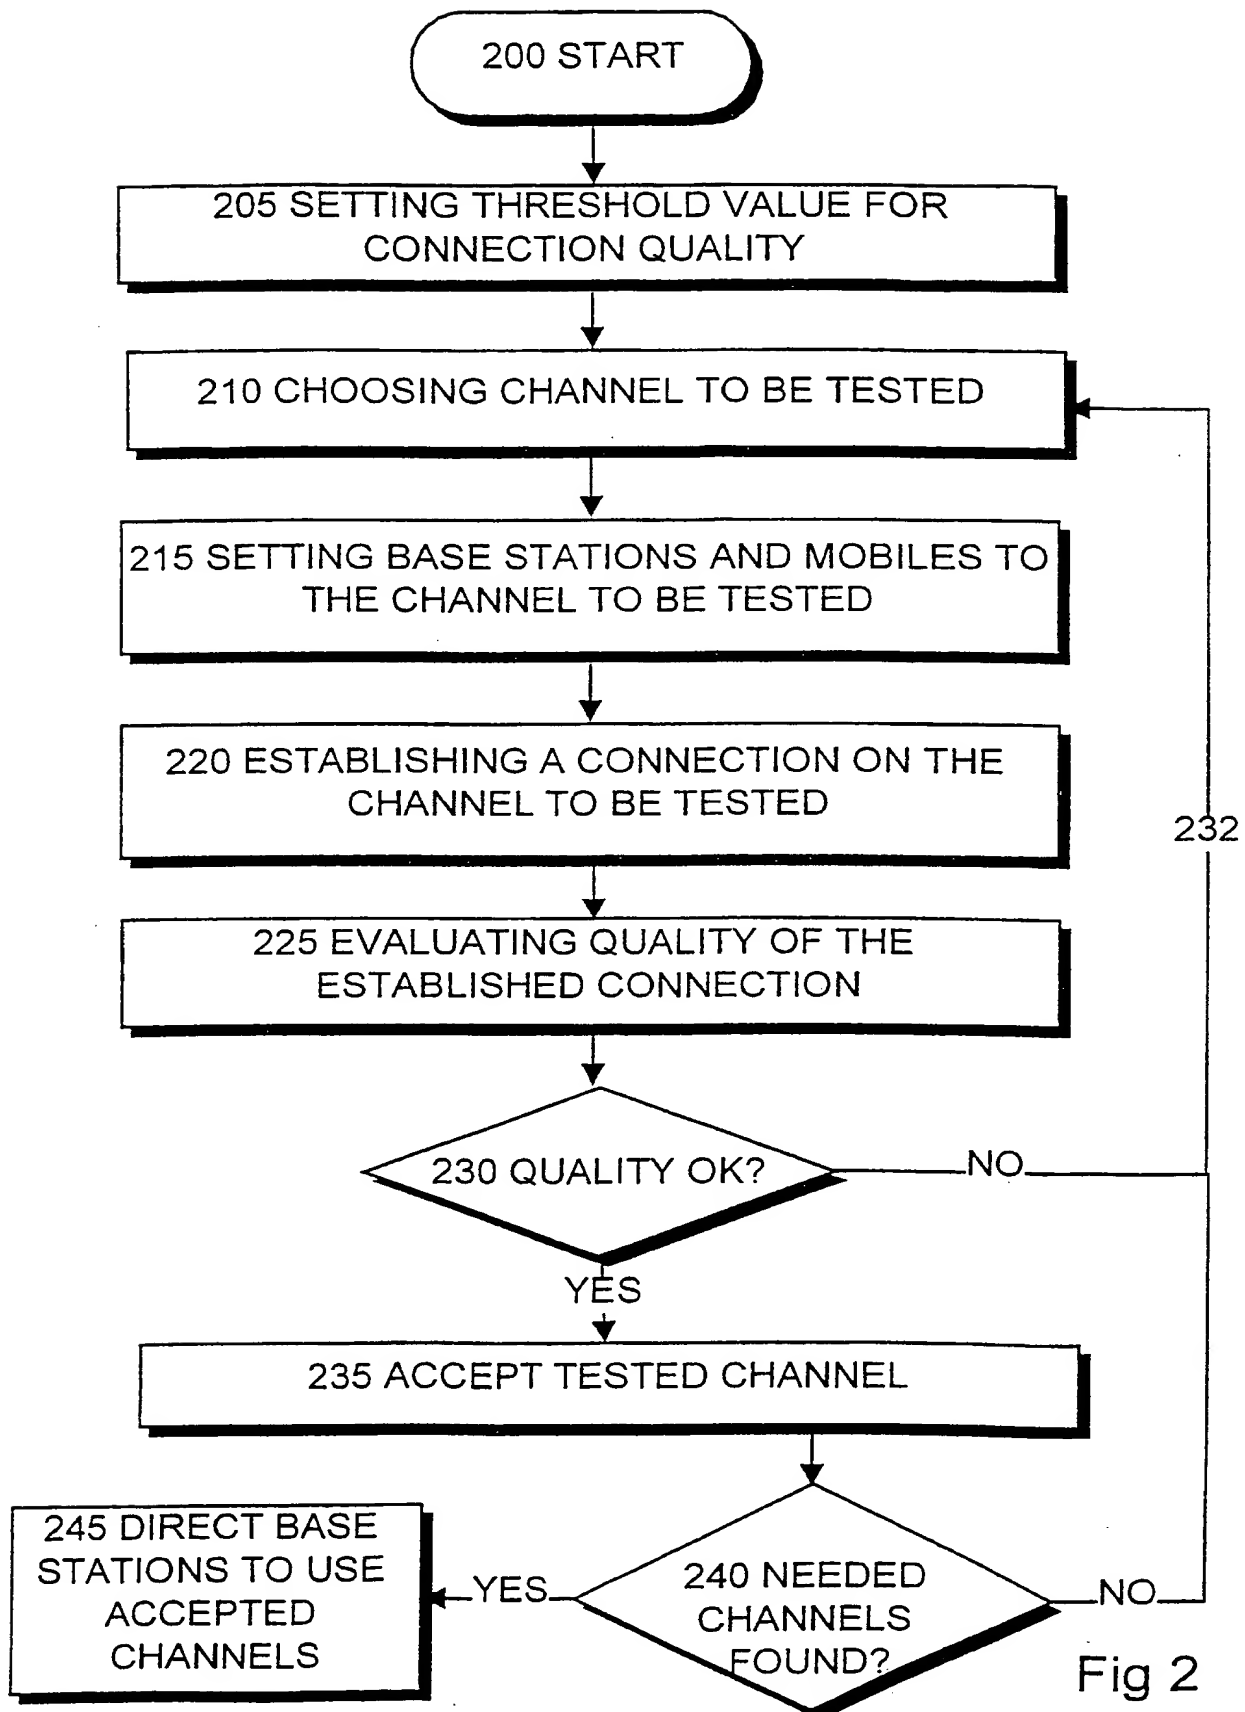 200 START
205 SETTING THRESHOLD VALUE FOR
CONNECTION QUALITY
210 CHOOSING CHANNEL TO BE TESTED
215 SETTING BASE STATIONS AND MOBILES TO
THE CHANNEL TO BE TESTED
220 ESTABLISHING A CONNECTION ON THE
CHANNEL TO BE TESTED
232
225 EVALUATING QUALITY OF THE
ESTABLISHED CONNECTION
230 QUALITY OK?
NO
YES
235 ACCEPT TESTED CHANNEL
245 DIRECT BASE
STATIONS TO USE
ACCEPTED
CHANNELS
YES
240 NEEDED
CHANNELS
FOUND?
NO
Fig 2